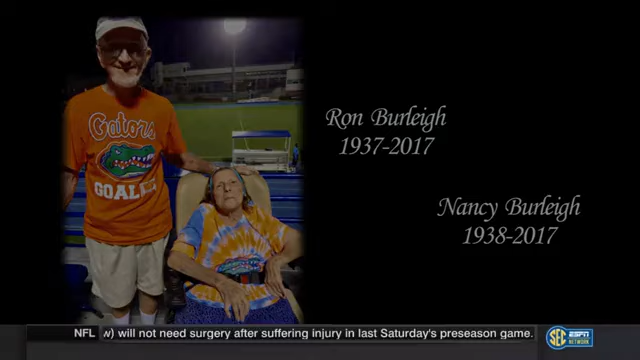 Gators
GOALIE
Ron Burleigh
1937-2017
Nancy Burleigh
1938-2017
NFL w) will not need surgery after suffering injury in last Saturday's preseason game.
SEC ESPN
NETWORK